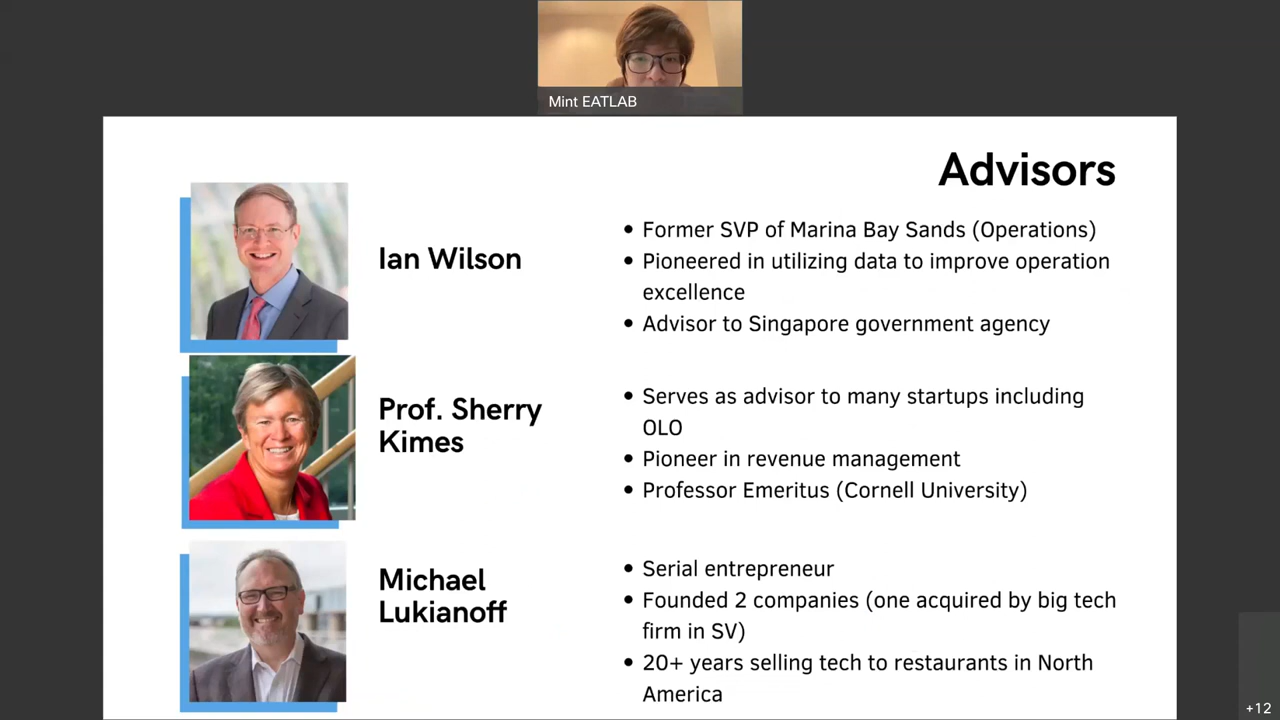 Mint EATLAB
Advisors
Ian Wilson
• Former SVP of Marina Bay Sands (Operations)
• Pioneered in utilizing data to improve operation
excellence
• Advisor to Singapore government agency
Prof. Sherry
Kimes
• Serves as advisor to many startups including
OLO
• Pioneer in revenue management
• Professor Emeritus (Cornell University)
Michael
Lukianoff
• Serial entrepreneur
• Founded 2 companies (one acquired by big tech
firm in SV)
• 20+ years selling tech to restaurants in North
America
+12